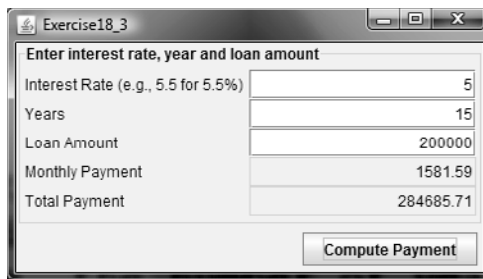 Exercise18_3
Enter interest rate, year and loan amount
Interest Rate (e.g., 5.5 for 5.5%) 5
Years 15
Loan Amount 200000
Monthly Payment 1581.59
Total Payment 284685.71
Compute Payment